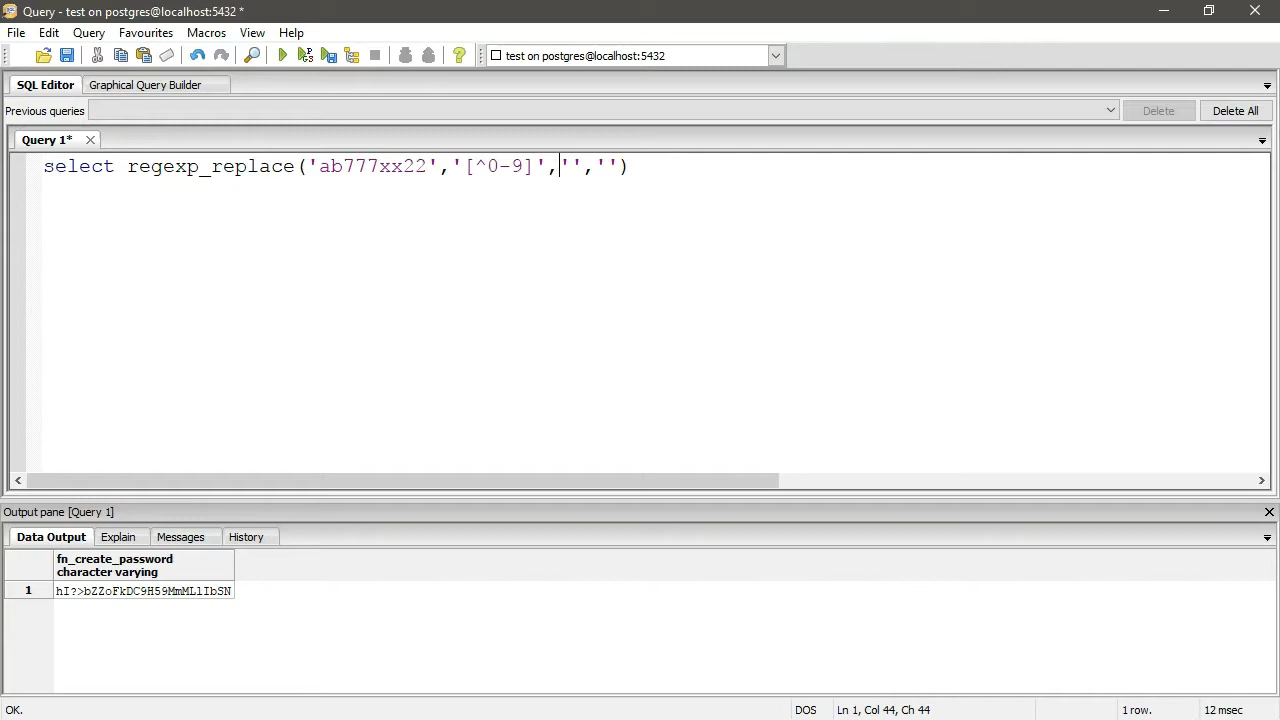 Query - test on postgres@localhost:5432 *
File Edit Query Favourites Macros View Help
test on postgres@localhost:5432
SQL Editor Graphical Query Builder
Previous queries Delete Delete All
Query 1*
select regexp_replace('ab777xx22','[^0-9]','','')
Output pane [Query 1]
Data Output Explain Messages History
fn_create_password
character varying
1 hI?>bZZoFkDC9H59MmMLlIbSN
OK. DOS Ln 1, Col 44, Ch 44 1 row. 12 msec